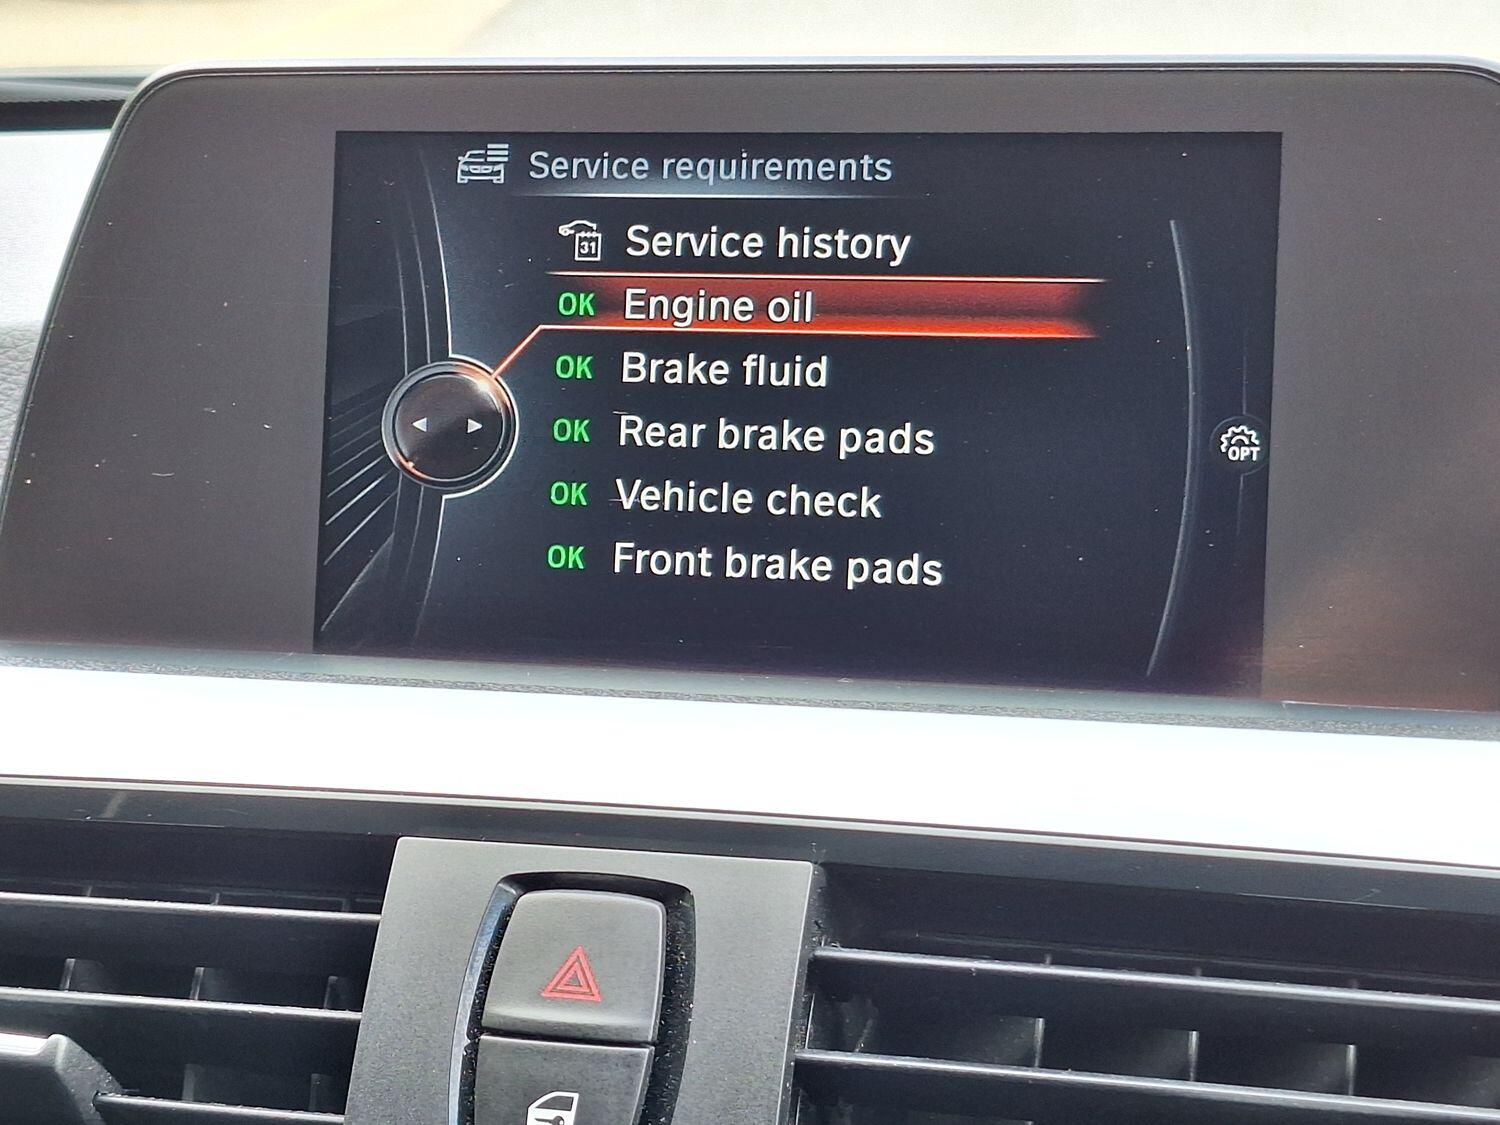 Service requirements
31 Service history
OK Engine oil
OK Brake fluid
OK Rear brake pads
OPT
OK Vehicle check
OK Front brake pads